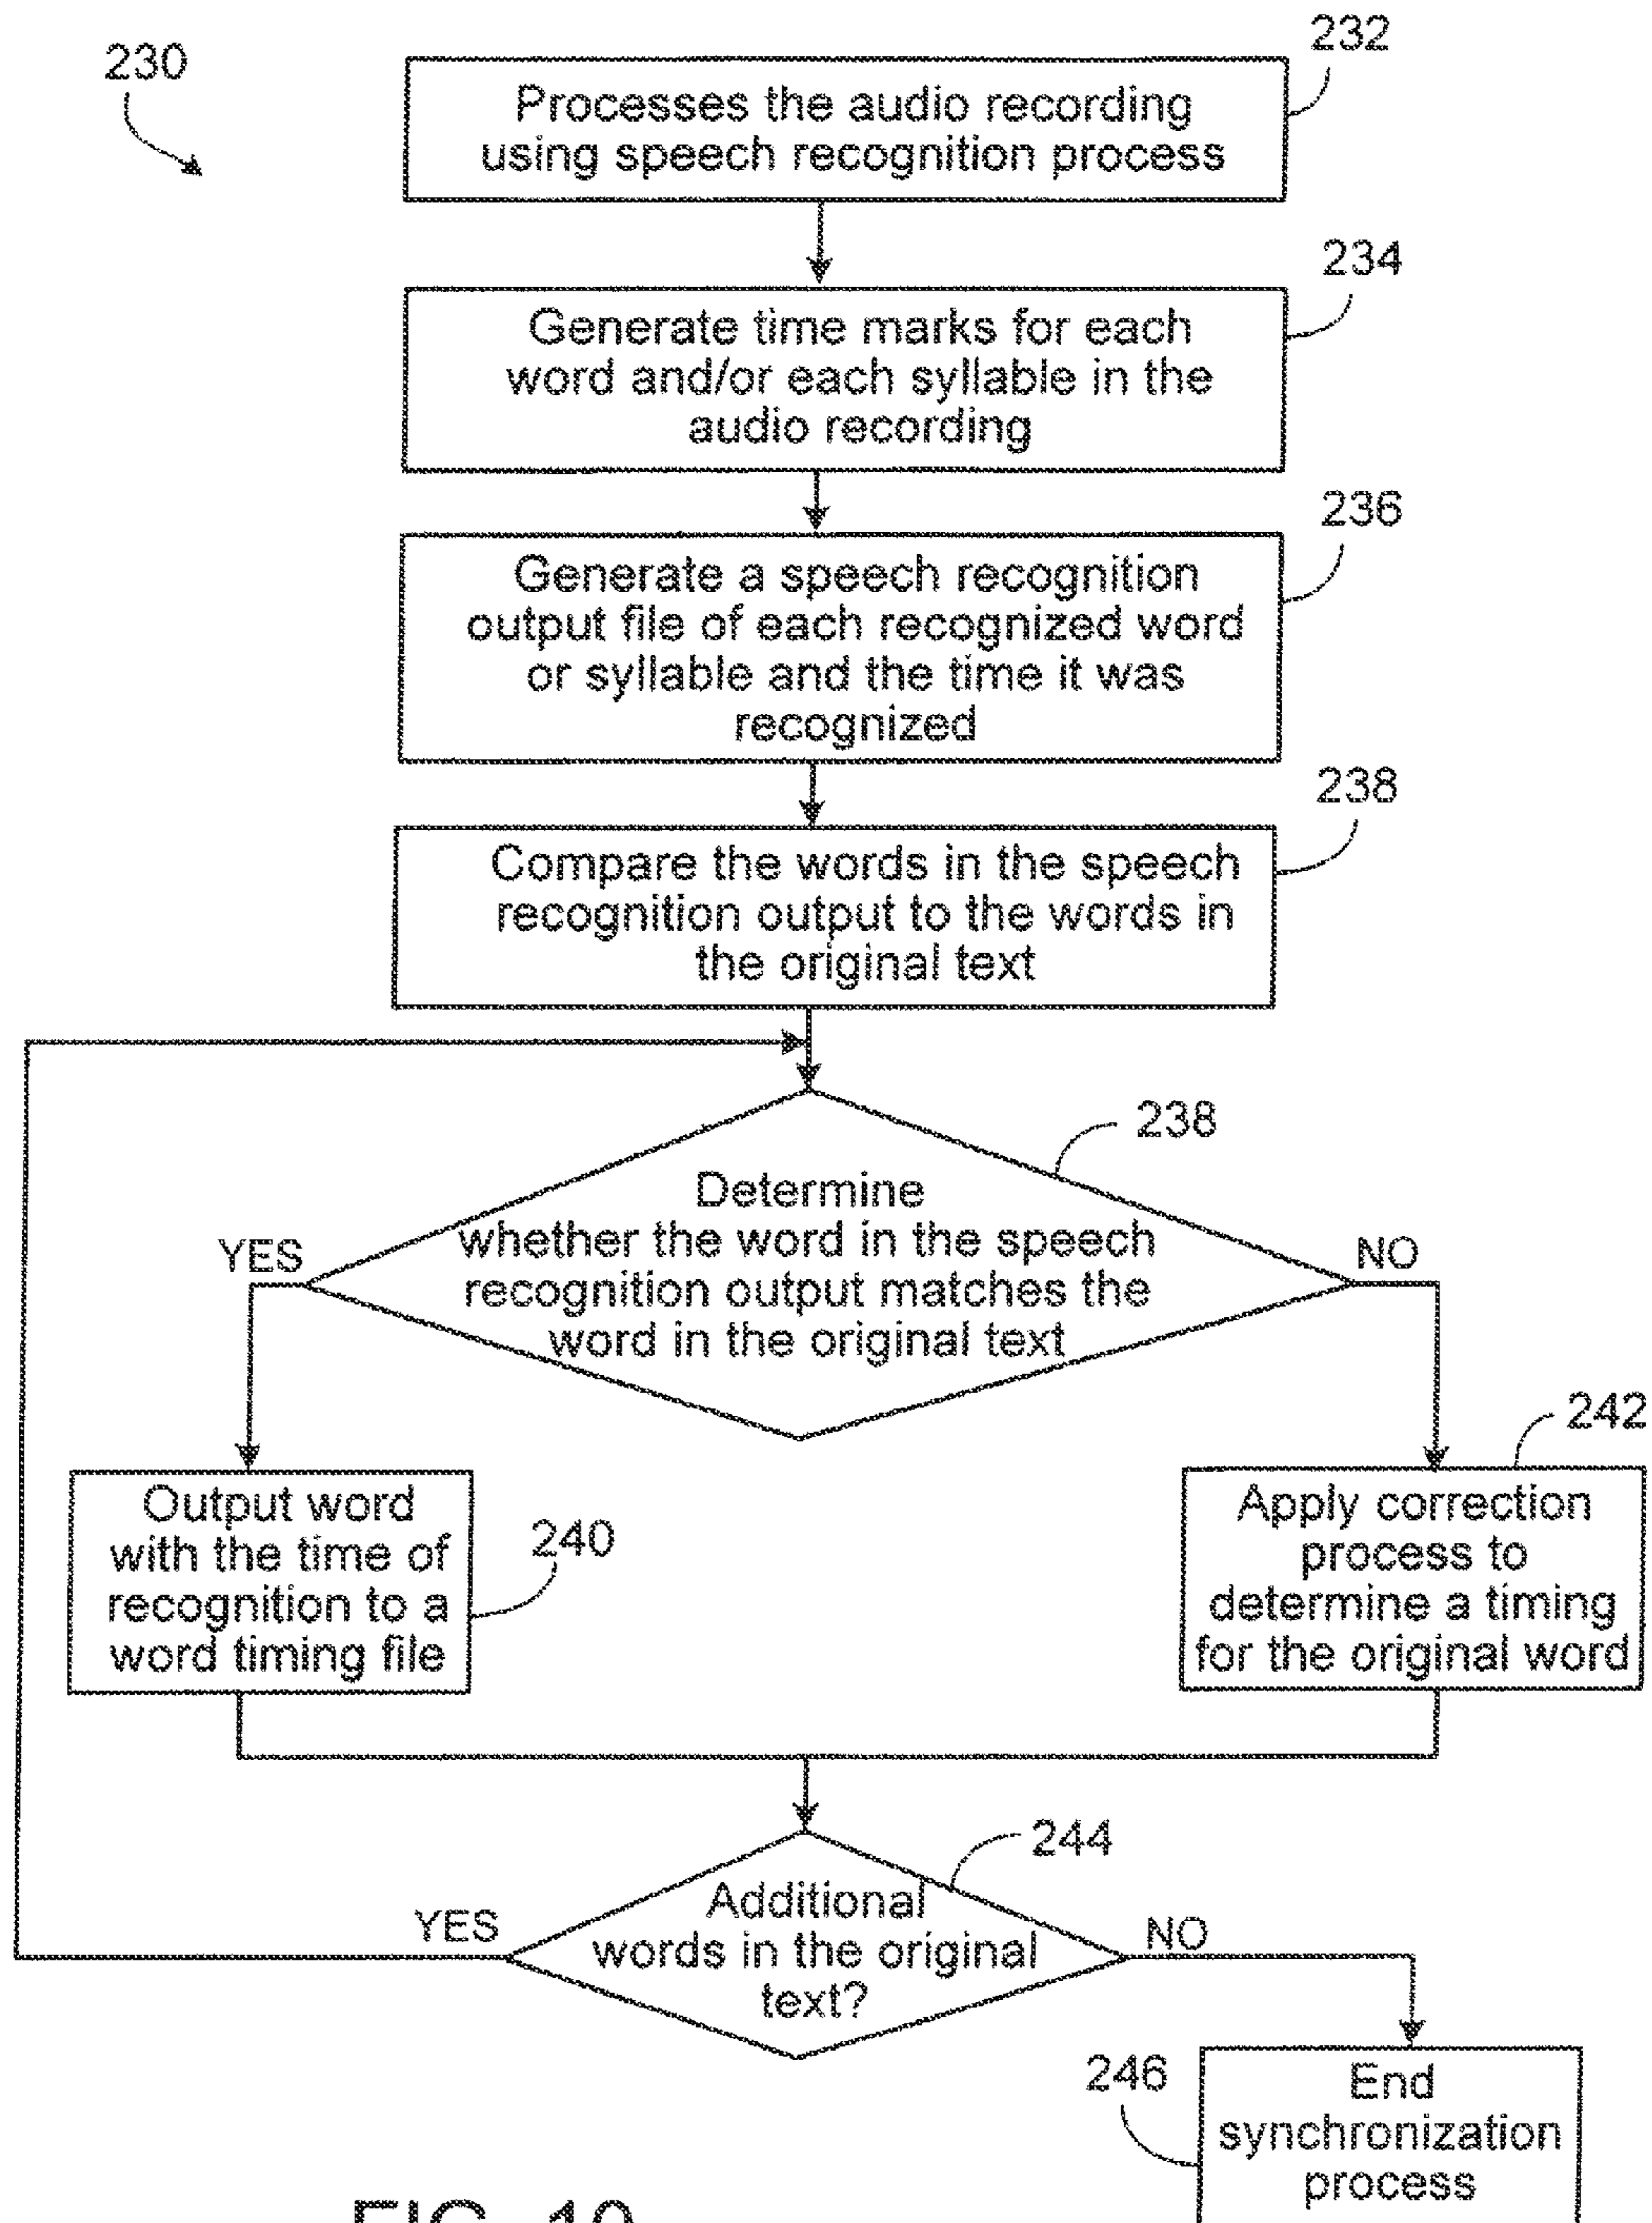 230
232
Processes the audio recording
using speech recognition process
234
Generate time marks for each
word and/or each syllable in the
audio recording
236
Generate a speech recognition
output file of each recognized word
or syllable and the time it was
recognized
238
Compare the words in the speech
recognition output to the words in
the original text
238
Determine
whether the word in the speech
recognition output matches the
word in the original text
YES
NO
240
Output word
with the time of
recognition to a
word timing file
242
Apply correction
process to
determine a timing
for the original word
244
Additional
words in the original
text?
YES
NO
246
End
synchronization
process
FIG. 10